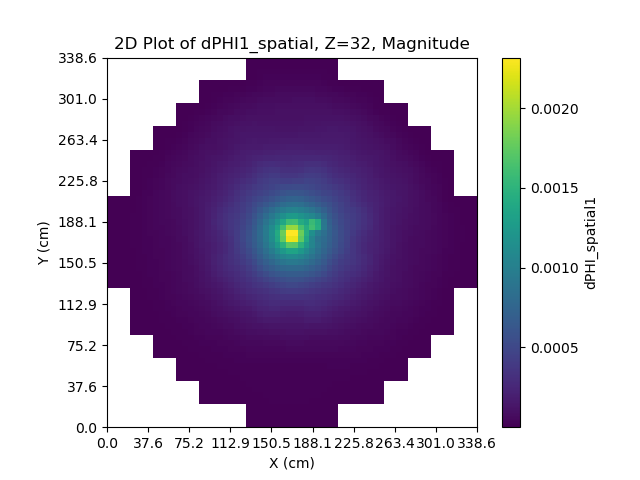 2D Plot of dPHI1_spatial, Z=32, Magnitude
338.6
301.0
263.4
225.8
188.1
150.5
112.9
75.2
37.6
0.0
Y (cm)
0.0 37.6 75.2 112.9 150.5 188.1 225.8 263.4 301.0 338.6
X (cm)
0.0020
0.0015
0.0010
0.0005
dPHI_spatial1